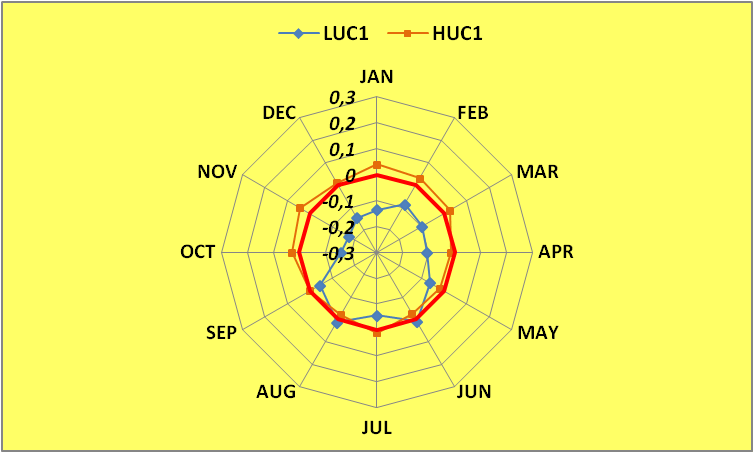 LUC1 HUC1
JAN
0,3
DEC FEB
0,2
0,1
NOV MAR
0
-0,1
-0,2
OCT -0,3 APR
SEP MAY
AUG JUN
JUL